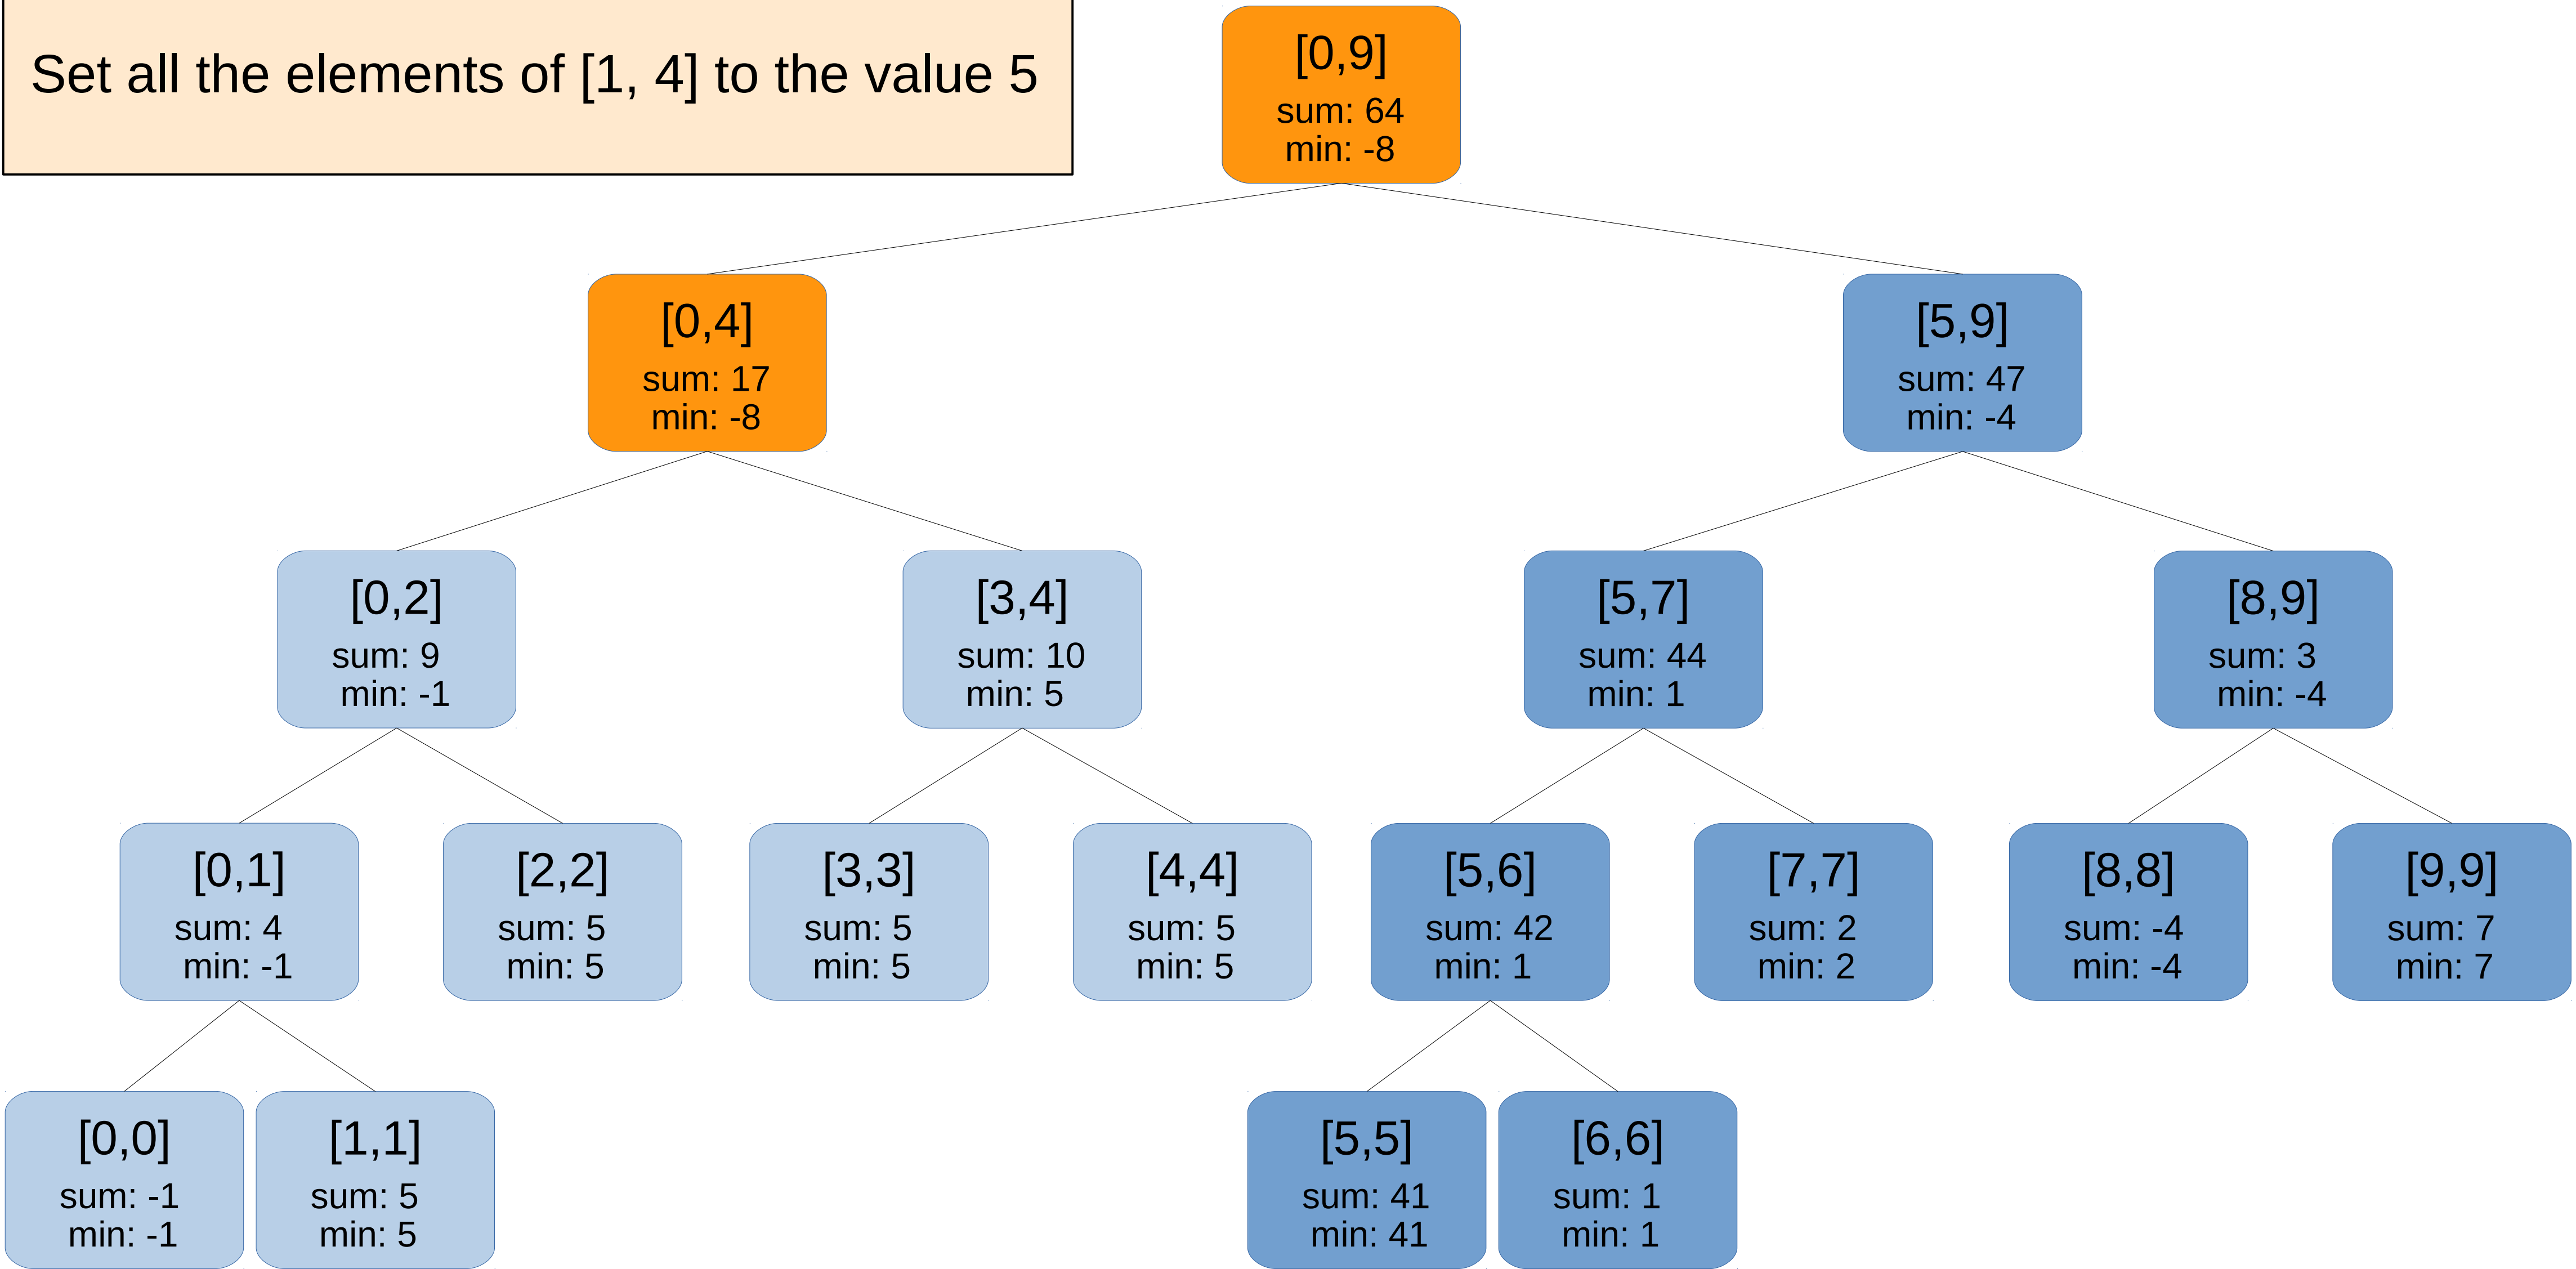 Set all the elements of [1, 4] to the value 5
[0,9]
sum: 64
min: -8
[0,4]
sum: 17
min: -8
[5,9]
sum: 47
min: -4
[0,2]
sum: 9
min: -1
[3,4]
sum: 10
min: 5
[5,7]
sum: 44
min: 1
[8,9]
sum: 3
min: -4
[0,1]
sum: 4
min: -1
[2,2]
sum: 5
min: 5
[3,3]
sum: 5
min: 5
[4,4]
sum: 5
min: 5
[5,6]
sum: 42
min: 1
[7,7]
sum: 2
min: 2
[8,8]
sum: -4
min: -4
[9,9]
sum: 7
min: 7
[0,0]
sum: -1
min: -1
[1,1]
sum: 5
min: 5
[5,5]
sum: 41
min: 41
[6,6]
sum: 1
min: 1